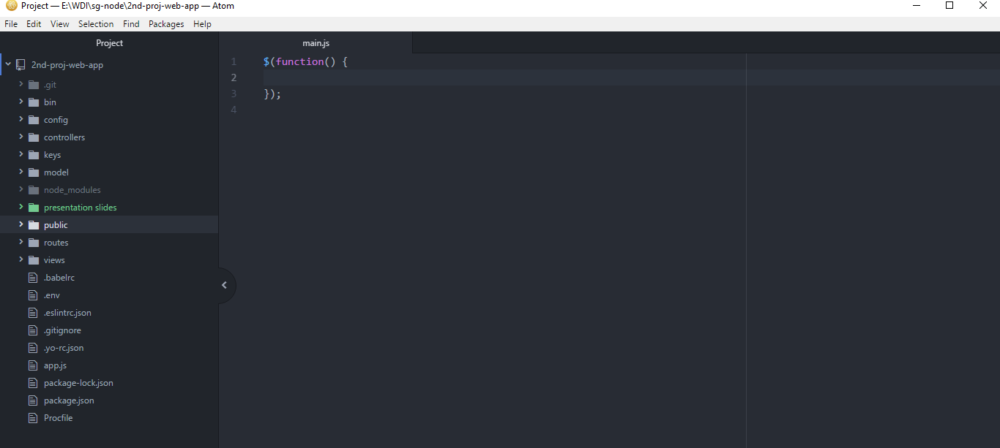 Project — E:\WDI\sg-node\2nd-proj-web-app — Atom
File Edit View Selection Find Packages Help
Project
2nd-proj-web-app
.git
bin
config
controllers
keys
model
node_modules
presentation slides
public
routes
views
.babelrc
.env
.eslintrc.json
.gitignore
.yo-rc.json
app.js
package-lock.json
package.json
Procfile
main.js
1 $(function() {
2
3 });
4